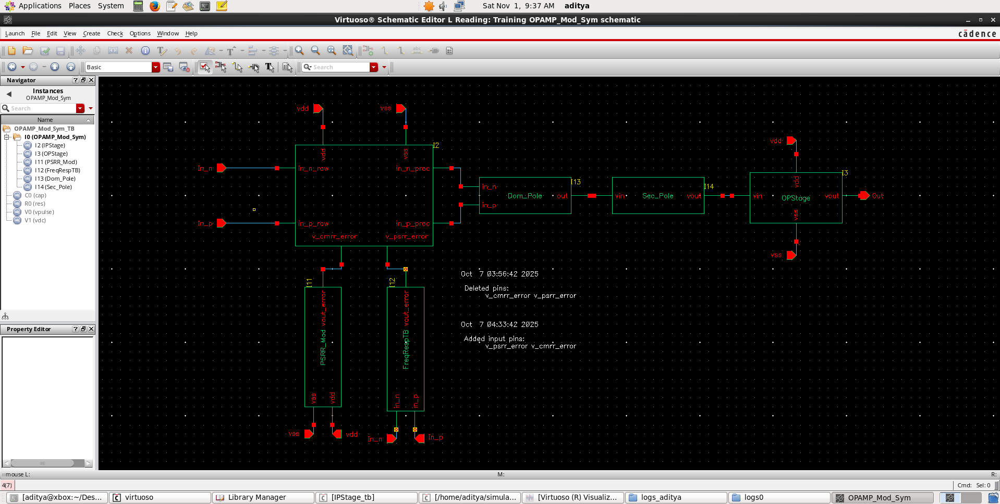 Applications Places System
Sat Nov 1, 9:37 AM aditya
Virtuoso® Schematic Editor L Reading: Training OPAMP_Mod_Sym schematic
Launch File Edit View Create Check Options Window Help
cādence
Basic
Search
Navigator
Instances
OPAMP_Mod_Sym
Search
Name
OPAMP_Mod_Sym_TB
I0 (OPAMP_Mod_Sym)
I2 (IPStage)
I3 (OPStage)
I11 (PSRR_Mod)
I12 (FreqRespTB)
I13 (Dom_Pole)
I14 (Sec_Pole)
C0 (cap)
R0 (res)
V0 (vpulse)
V1 (vdc)
Property Editor
vdd
vss
I2
vdd
vss
In_n
in_n_raw
in_n_proc
In_p
in_p_raw
in_p_proc
v_cmrr_error
v_psrr_error
I13
In_n
Dom_Pole
out
in_p
I14
vin
Sec_Pole
vout
vdd
I3
vdd
vin
OPStage
vout
Out
vss
vss
I11
vout_error
PSRR_Mod
vss
vdd
vss
vdd
I12
vout_error
FreqRespTB
in_n
in_p
In_n
In_p
Oct 7 03:56:42 2025
Deleted pins:
v_cmrr_error v_psrr_error
Oct 7 04:33:42 2025
Added input pins:
v_psrr_error v_cmrr_error
mouse L:
M:
R:
4(7)
Cmd: Sel: 0
[aditya@xbox:~/Des...
virtuoso
Library Manager
[IPStage_tb]
[/home/aditya/simula...
[Virtuoso (R) Visualiz...
logs_aditya
logs0
OPAMP_Mod_Sym